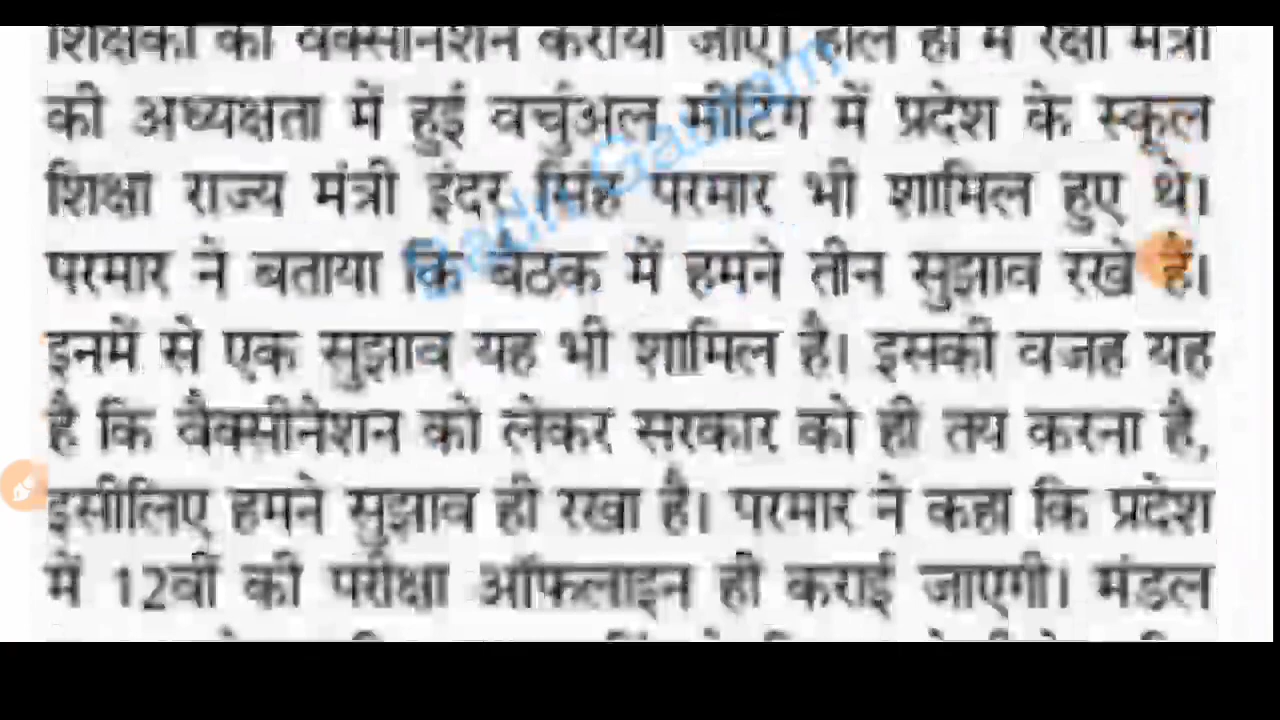 शिक्षकों का वैक्सीनेशन कराया जाए। हाल ही में रक्षा मंत्री
की अध्यक्षता में हुई वर्चुअल मीटिंग में प्रदेश के स्कूल
शिक्षा राज्य मंत्री इंदर सिंह परमार भी शामिल हुए थे।
परमार ने बताया कि बैठक में हमने तीन सुझाव रखे हैं।
इनमें से एक सुझाव यह भी शामिल है। इसकी वजह यह
है कि वैक्सीनेशन को लेकर सरकार को ही तय करना है,
इसीलिए हमने सुझाव ही रखा है। परमार ने कहा कि प्रदेश
में 12वीं की परीक्षा ऑफलाइन ही कराई जाएगी। मंडल
Gautam